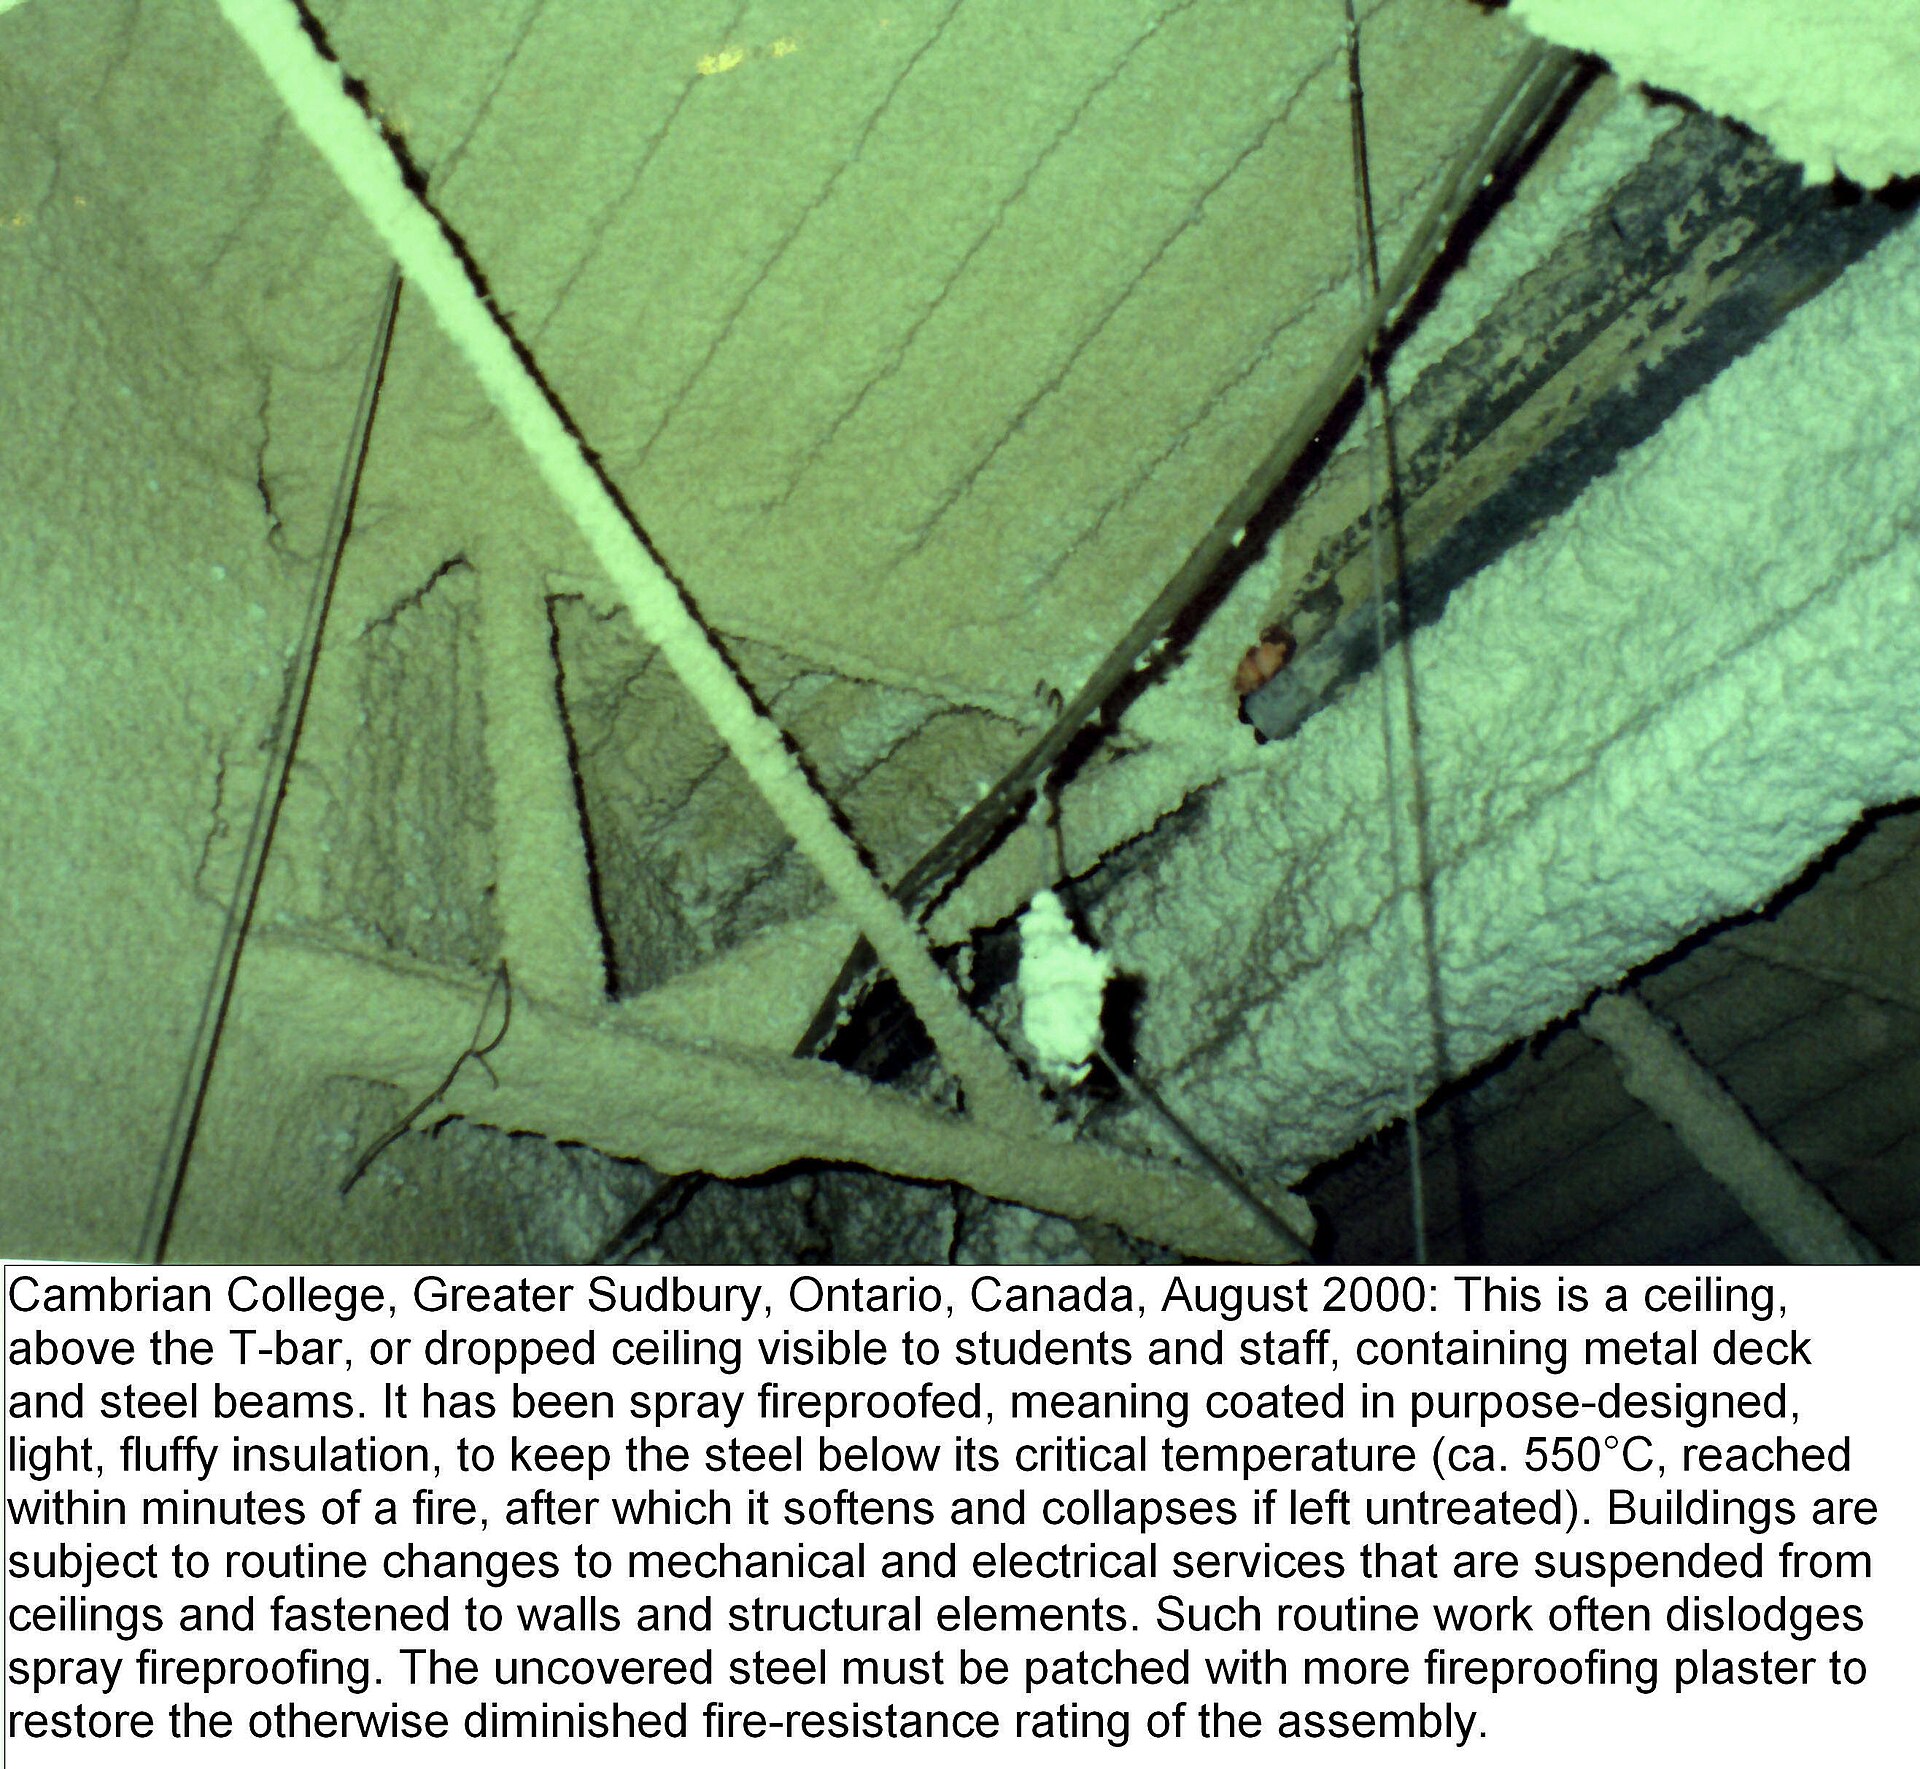 Cambrian College, Greater Sudbury, Ontario, Canada, August 2000: This is a ceiling,
above the T-bar, or dropped ceiling visible to students and staff, containing metal deck
and steel beams. It has been spray fireproofed, meaning coated in purpose-designed,
light, fluffy insulation, to keep the steel below its critical temperature (ca. 550°C, reached
within minutes of a fire, after which it softens and collapses if left untreated). Buildings are
subject to routine changes to mechanical and electrical services that are suspended from
ceilings and fastened to walls and structural elements. Such routine work often dislodges
spray fireproofing. The uncovered steel must be patched with more fireproofing plaster to
restore the otherwise diminished fire-resistance rating of the assembly.